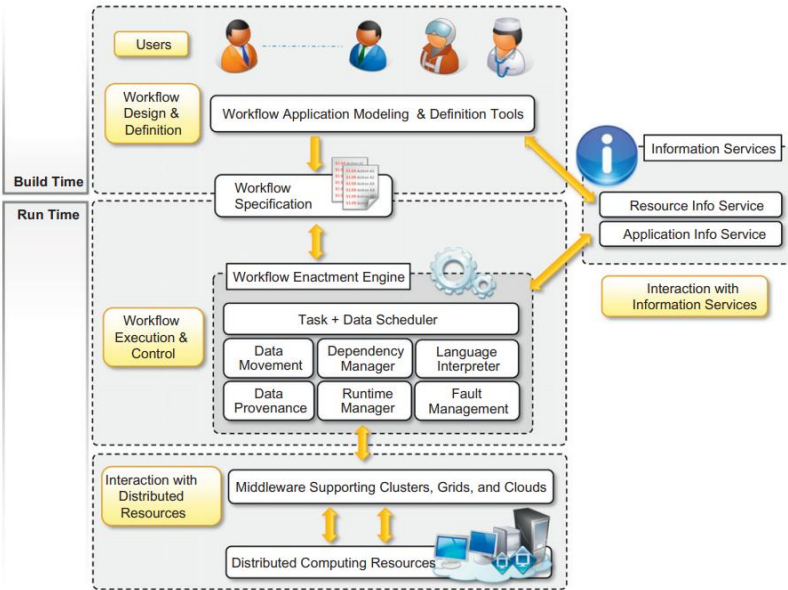 Users
Workflow
Design &
Definition
Workflow Application Modeling & Definition Tools
Build Time
Run Time
Workflow
Specification
Information Services
Resource Info Service
Application Info Service
Interaction with
Information Services
Workflow Enactment Engine
Workflow
Execution &
Control
Task + Data Scheduler
Data
Movement
Dependency
Manager
Language
Interpreter
Data
Provenance
Runtime
Manager
Fault
Management
Interaction with
Distributed
Resources
Middleware Supporting Clusters, Grids, and Clouds
Distributed Computing Resources